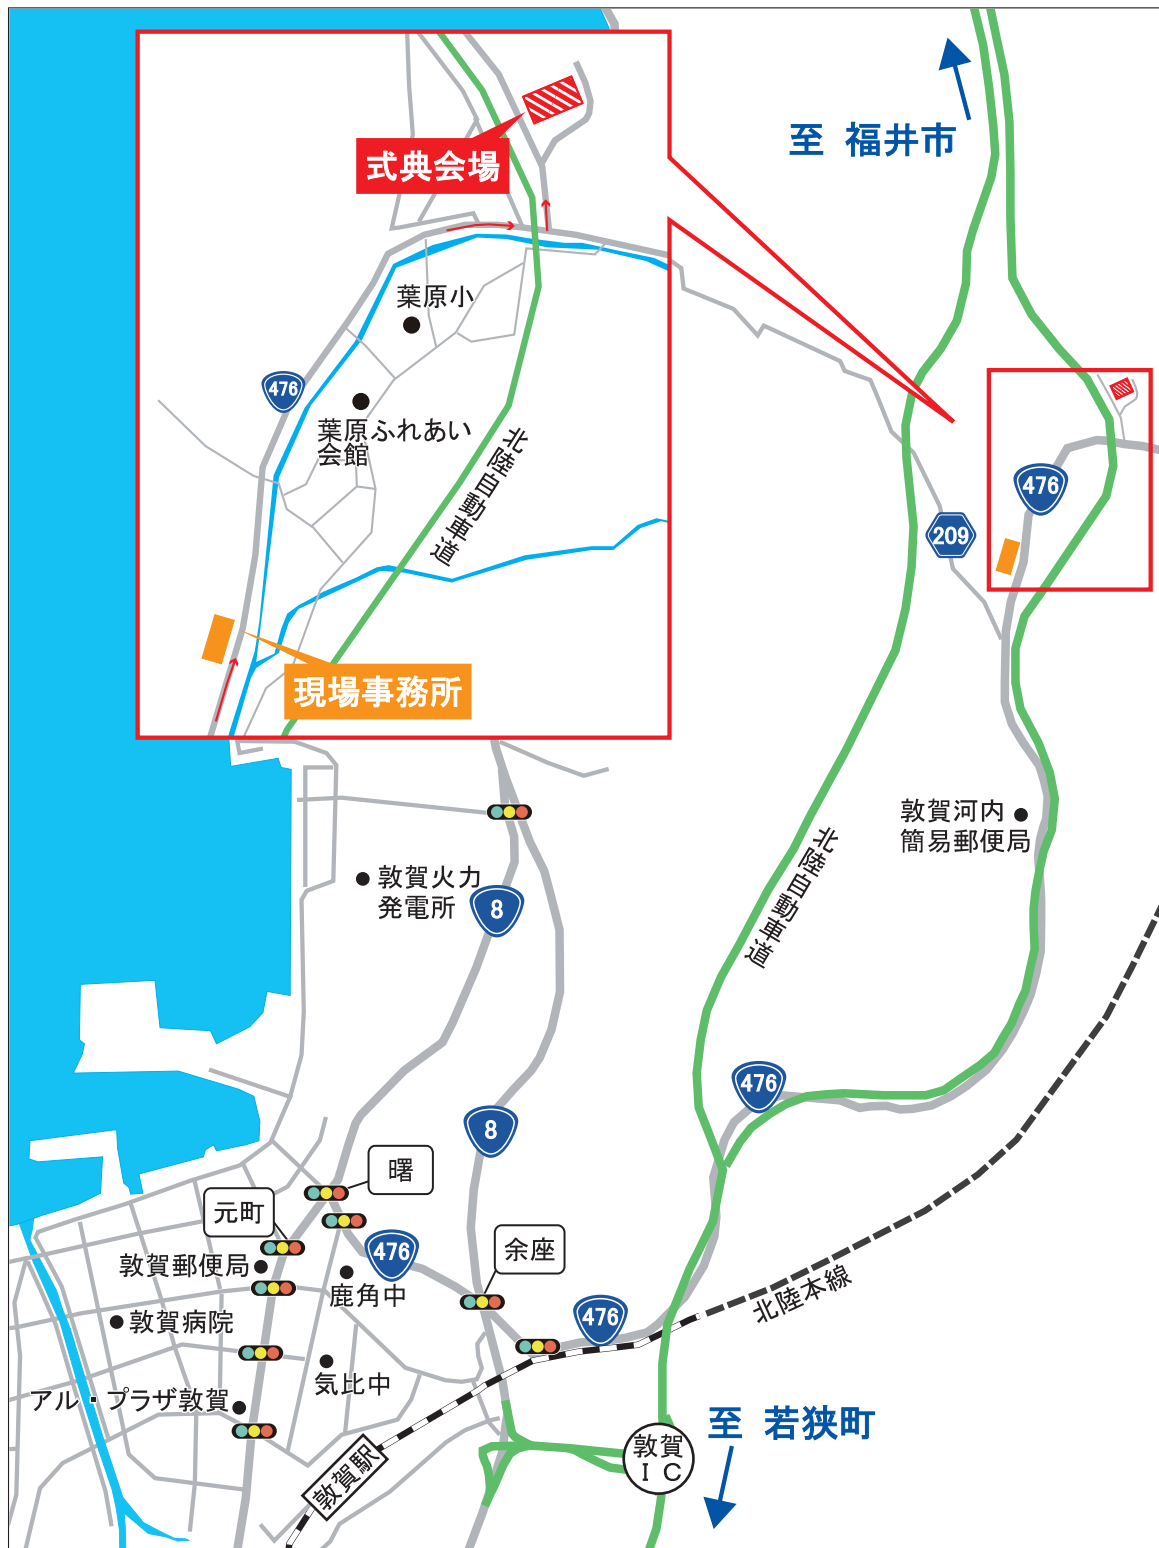 至 福井市
式典会場
葉原小
476
葉原ふれあい
会館
北陸自動車道
476
209
現場事務所
敦賀河内
簡易郵便局
北陸自動車道
敦賀火力
発電所
8
476
8
曙
元町
476
余座
敦賀郵便局
鹿角中
北陸本線
476
敦賀病院
気比中
アル・プラザ敦賀
至 若狭町
敦賀
IC
敦賀駅